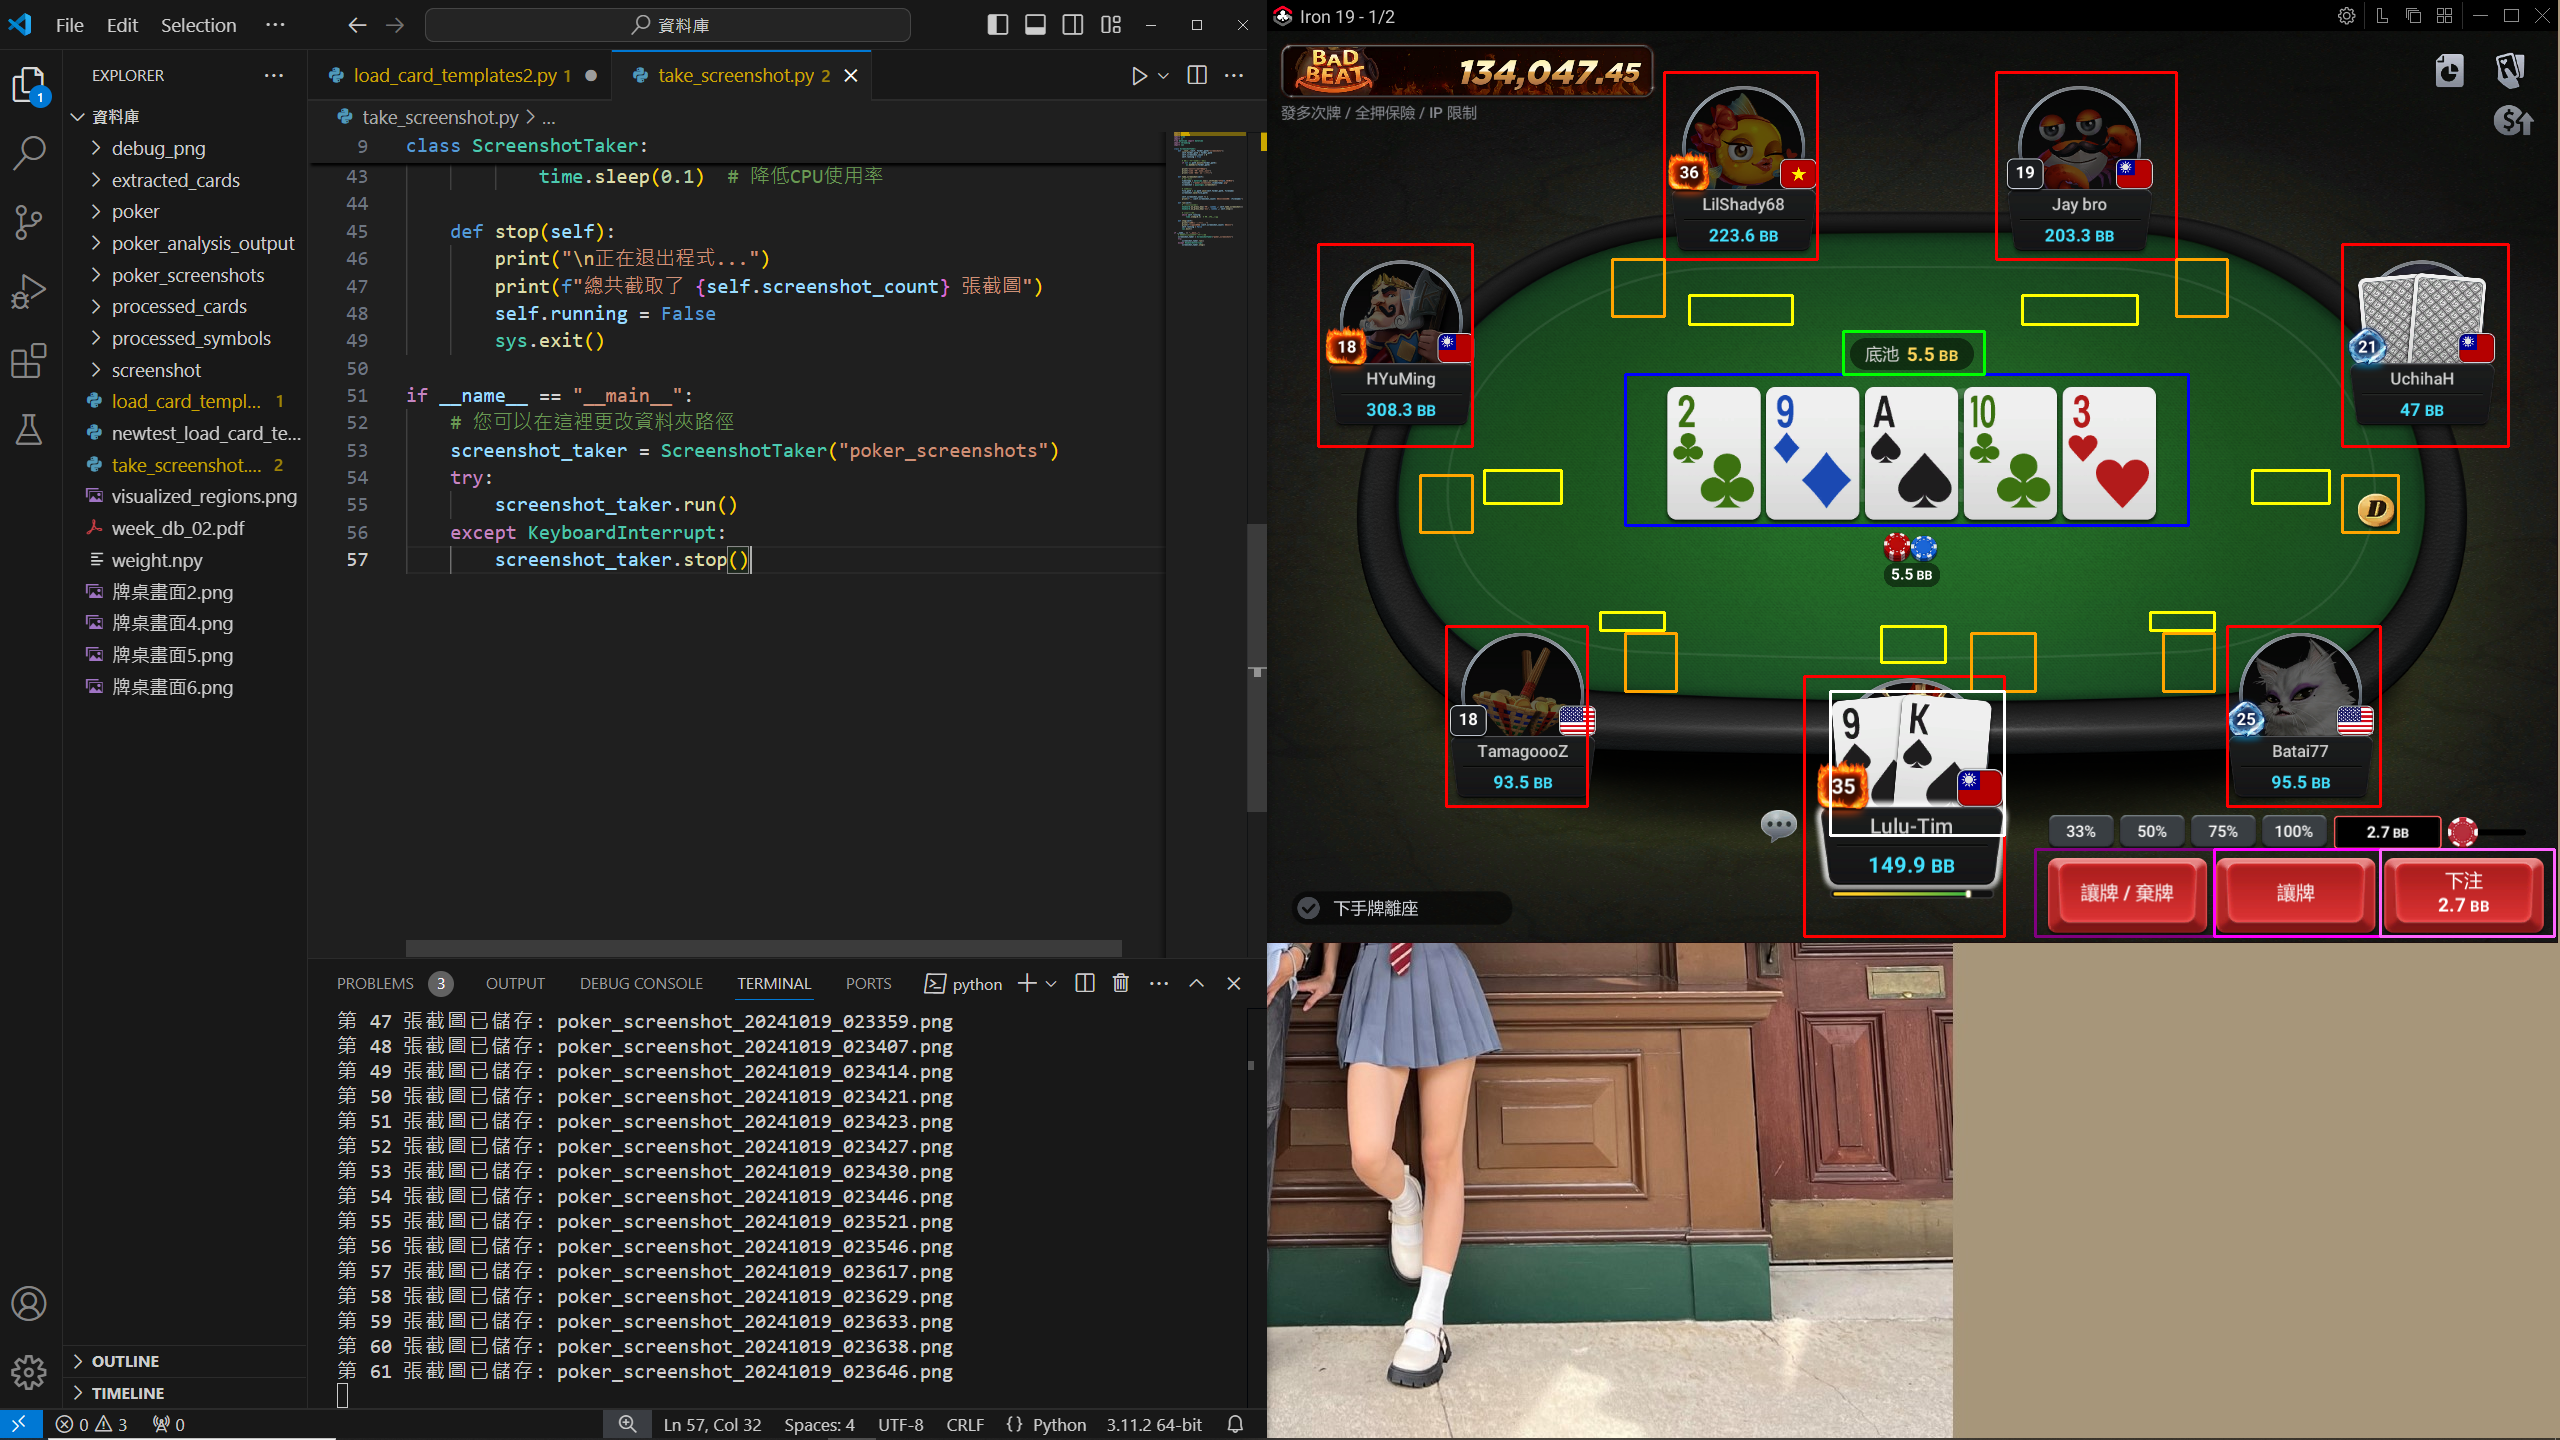 File Edit Selection ...
資料庫
EXPLORER
資料庫
debug_png
extracted_cards
poker
poker_analysis_output
poker_screenshots
processed_cards
processed_symbols
screenshot
load_card_templ... 1
newtest_load_card_te...
take_screenshot.... 2
visualized_regions.png
week_db_02.pdf
weight.npy
牌桌畫面2.png
牌桌畫面4.png
牌桌畫面5.png
牌桌畫面6.png
OUTLINE
TIMELINE
1
load_card_templates2.py 1
take_screenshot.py 2
take_screenshot.py > ...
9 class ScreenshotTaker:
43 time.sleep(0.1) # 降低CPU使用率
44
45 def stop(self):
46 print("\n正在退出程式...")
47 print(f"總共截取了 {self.screenshot_count} 張截圖")
48 self.running = False
49 sys.exit()
50
51 if __name__ == "__main__":
52 # 您可以在這裡更改資料夾路徑
53 screenshot_taker = ScreenshotTaker("poker_screenshots")
54 try:
55 screenshot_taker.run()
56 except KeyboardInterrupt:
57 screenshot_taker.stop()
PROBLEMS 3 OUTPUT DEBUG CONSOLE TERMINAL PORTS python
第 47 張截圖已儲存: poker_screenshot_20241019_023359.png
第 48 張截圖已儲存: poker_screenshot_20241019_023407.png
第 49 張截圖已儲存: poker_screenshot_20241019_023414.png
第 50 張截圖已儲存: poker_screenshot_20241019_023421.png
第 51 張截圖已儲存: poker_screenshot_20241019_023423.png
第 52 張截圖已儲存: poker_screenshot_20241019_023427.png
第 53 張截圖已儲存: poker_screenshot_20241019_023430.png
第 54 張截圖已儲存: poker_screenshot_20241019_023446.png
第 55 張截圖已儲存: poker_screenshot_20241019_023521.png
第 56 張截圖已儲存: poker_screenshot_20241019_023546.png
第 57 張截圖已儲存: poker_screenshot_20241019_023617.png
第 58 張截圖已儲存: poker_screenshot_20241019_023629.png
第 59 張截圖已儲存: poker_screenshot_20241019_023633.png
第 60 張截圖已儲存: poker_screenshot_20241019_023638.png
第 61 張截圖已儲存: poker_screenshot_20241019_023646.png
0 3 0 Ln 57, Col 32 Spaces: 4 UTF-8 CRLF {} Python 3.11.2 64-bit
Iron 19 - 1/2
BAD BEAT 134,047.45
發多次牌 / 全押保險 / IP 限制
36
LilShady68
223.6 BB
19
Jay bro
203.3 BB
18
HYuMing
308.3 BB
21
UchihaH
47 BB
底池 5.5 BB
2 9 A 10 3
D
5.5 BB
18
TamagoooZ
93.5 BB
9 K
35
Lulu-Tim
149.9 BB
25
Batai77
95.5 BB
33% 50% 75% 100% 2.7 BB
讓牌 / 棄牌
讓牌
下注
2.7 BB
下手牌離座